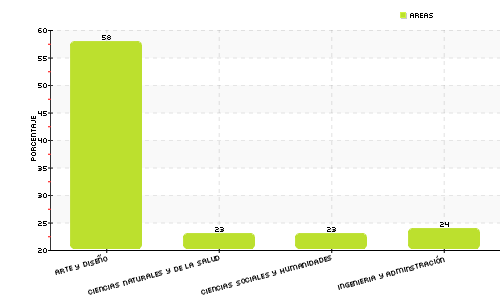 AREAS
PORCENTAJE
60
55
50
45
40
35
30
25
20
58
23
23
24
ARTE Y DISEÑO
CIENCIAS NATURALES Y DE LA SALUD
CIENCIAS SOCIALES Y HUMANIDADES
INGENIERIA Y ADMINSTRACIÓN